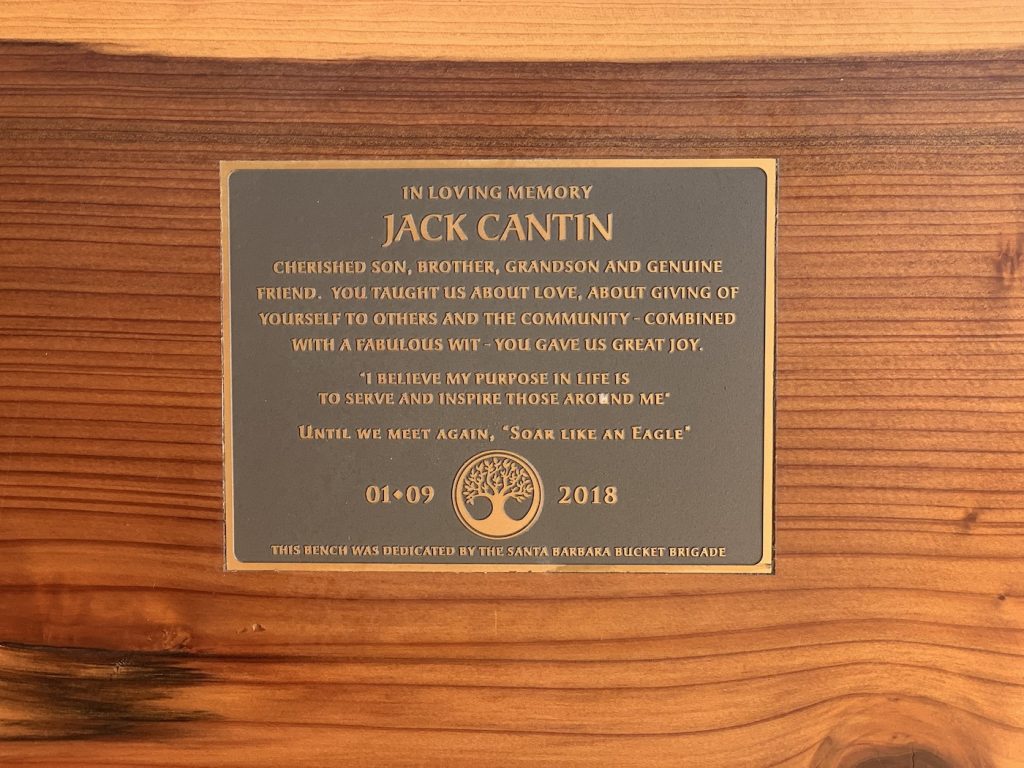 IN LOVING MEMORY
JACK CANTIN
CHERISHED SON, BROTHER, GRANDSON AND GENUINE
FRIEND. YOU TAUGHT US ABOUT LOVE, ABOUT GIVING OF
YOURSELF TO OTHERS AND THE COMMUNITY - COMBINED
WITH A FABULOUS WIT - YOU GAVE US GREAT JOY.
"I BELIEVE MY PURPOSE IN LIFE IS
TO SERVE AND INSPIRE THOSE AROUND ME"
UNTIL WE MEET AGAIN, "SOAR LIKE AN EAGLE"
01•09 2018
THIS BENCH WAS DEDICATED BY THE SANTA BARBARA BUCKET BRIGADE